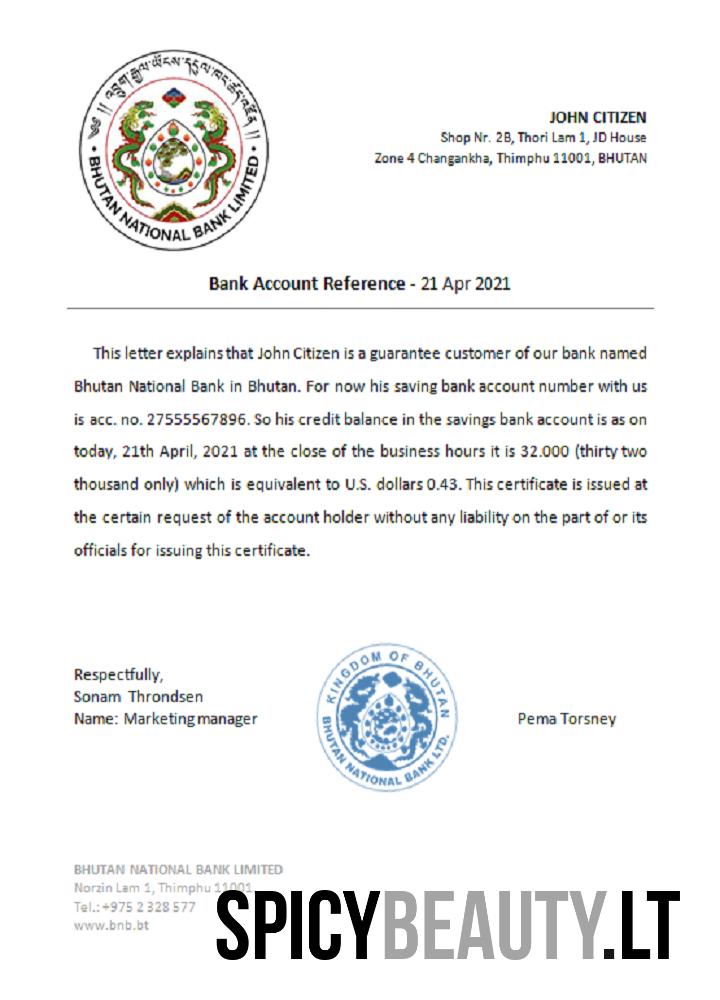 BHUTAN NATIONAL BANK LIMITED
JOHN CITIZEN
Shop Nr. 2B, Thori Lam 1, JD House
Zone 4 Changankha, Thimphu 11001, BHUTAN
Bank Account Reference - 21 Apr 2021
This letter explains that John Citizen is a guarantee customer of our bank named
Bhutan National Bank in Bhutan. For now his saving bank account number with us
is acc. no. 27555567896. So his credit balance in the savings bank account is as on
today, 21th April, 2021 at the close of the business hours it is 32.000 (thirty two
thousand only) which is equivalent to U.S. dollars 0.43. This certificate is issued at
the certain request of the account holder without any liability on the part of or its
officials for issuing this certificate.
Respectfully,
Sonam Throndsen
Name: Marketing manager
KINGDOM OF BHUTAN
BHUTAN NATIONAL BANK LTD.
Pema Torsney
BHUTAN NATIONAL BANK LIMITED
Norzin Lam 1, Thimphu 11001
Tel.: +975 2 328 577
www.bnb.bt
SPICYBEAUTY.LT